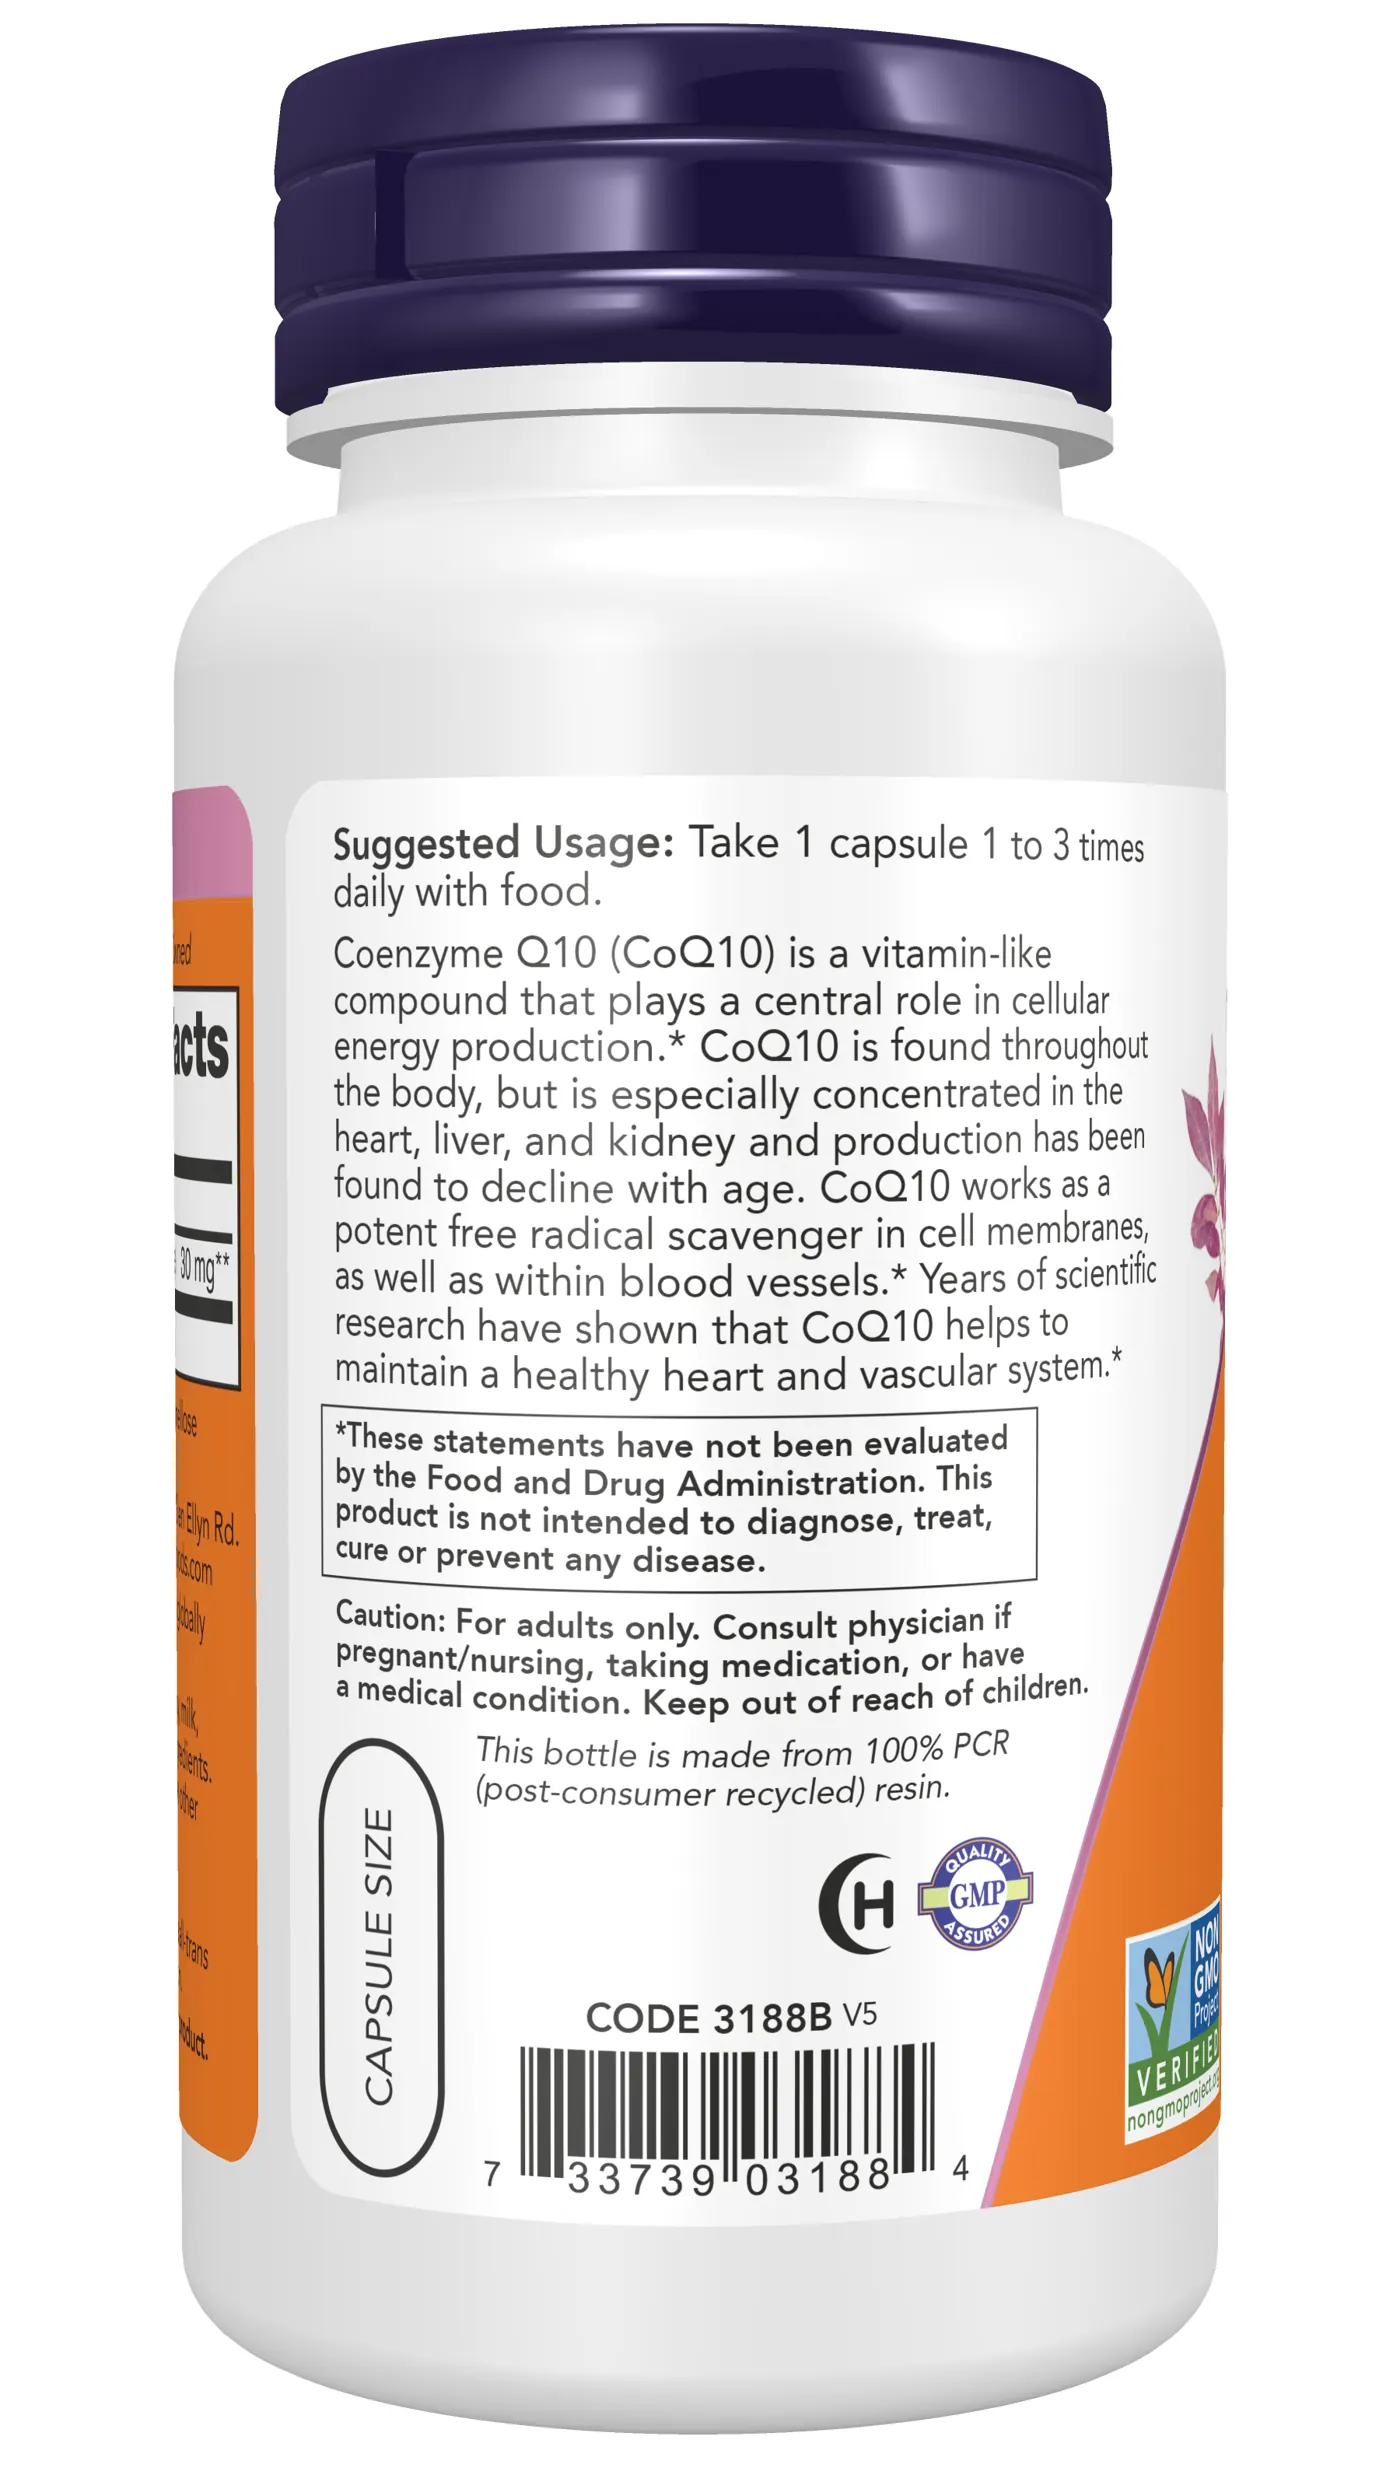 acts
30 mg**
Ellyn Rd.
milk,
other
Suggested Usage: Take 1 capsule 1 to 3 times
daily with food.
Coenzyme Q10 (CoQ10) is a vitamin-like
compound that plays a central role in cellular
energy production.* CoQ10 is found throughout
the body, but is especially concentrated in the
heart, liver, and kidney and production has been
found to decline with age. CoQ10 works as a
potent free radical scavenger in cell membranes,
as well as within blood vessels.* Years of scientific
research have shown that CoQ10 helps to
maintain a healthy heart and vascular system.*
*These statements have not been evaluated
by the Food and Drug Administration. This
product is not intended to diagnose, treat,
cure or prevent any disease.
Caution: For adults only. Consult physician if
pregnant/nursing, taking medication, or have
a medical condition. Keep out of reach of children.
This bottle is made from 100% PCR
(post-consumer recycled) resin.
CAPSULE SIZE
H
QUALITY
GMP
ASSURED
CODE 3188B V5
7 33739 03188 4
NON
GMO
Project
VERIFIED
nongmoproject.org